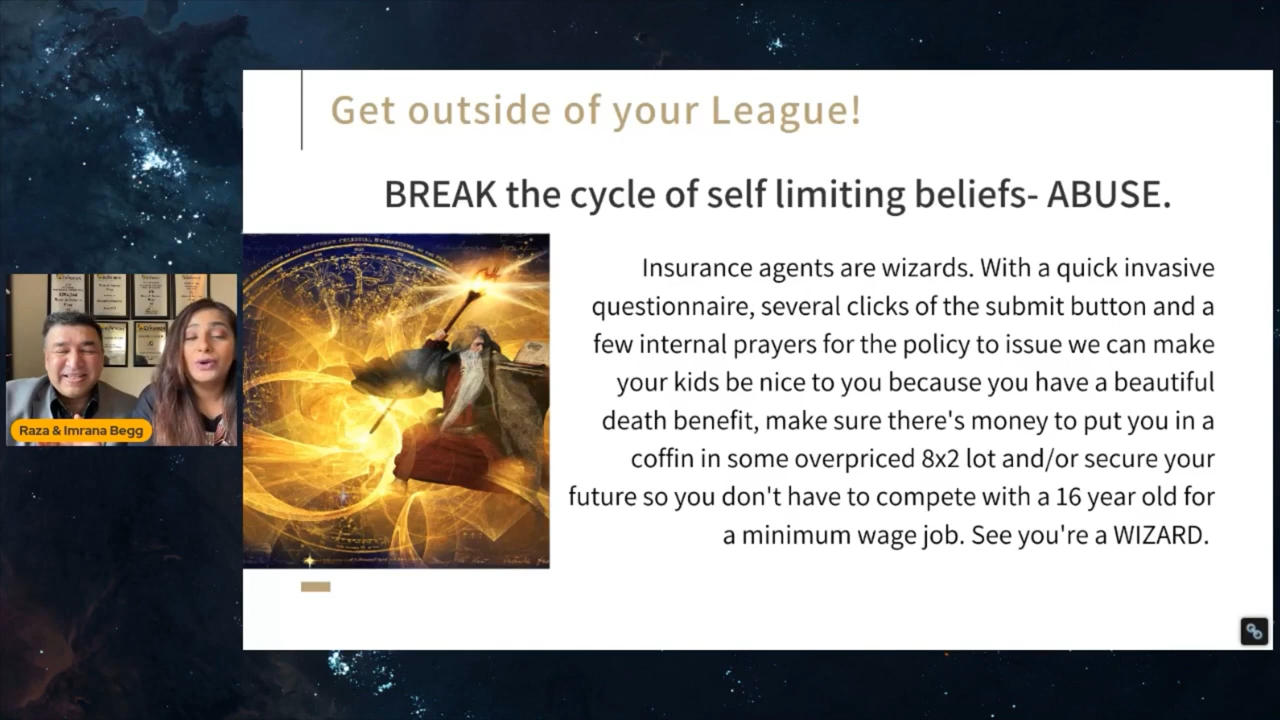 Get outside of your League!
BREAK the cycle of self limiting beliefs- ABUSE.
Insurance agents are wizards. With a quick invasive
questionnaire, several clicks of the submit button and a
few internal prayers for the policy to issue we can make
your kids be nice to you because you have a beautiful
death benefit, make sure there's money to put you in a
coffin in some overpriced 8x2 lot and/or secure your
future so you don't have to compete with a 16 year old for
a minimum wage job. See you're a WIZARD.
Raza & Imrana Begg